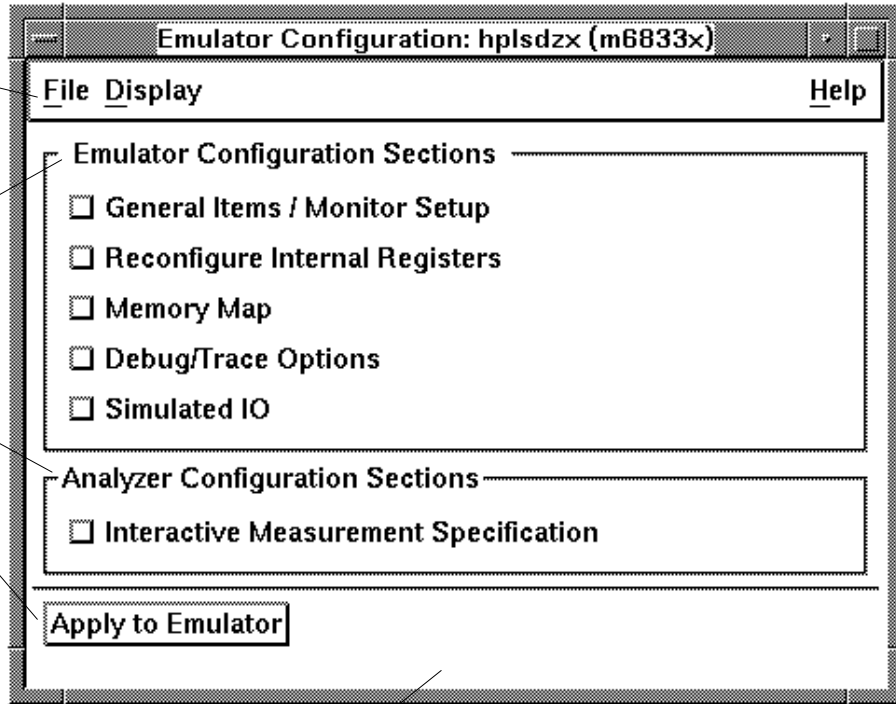 Emulator Configuration: hplsdzx (m6833x)
File Display Help
Emulator Configuration Sections
General Items / Monitor Setup
Reconfigure Internal Registers
Memory Map
Debug/Trace Options
Simulated IO
Analyzer Configuration Sections
Interactive Measurement Specification
Apply to Emulator